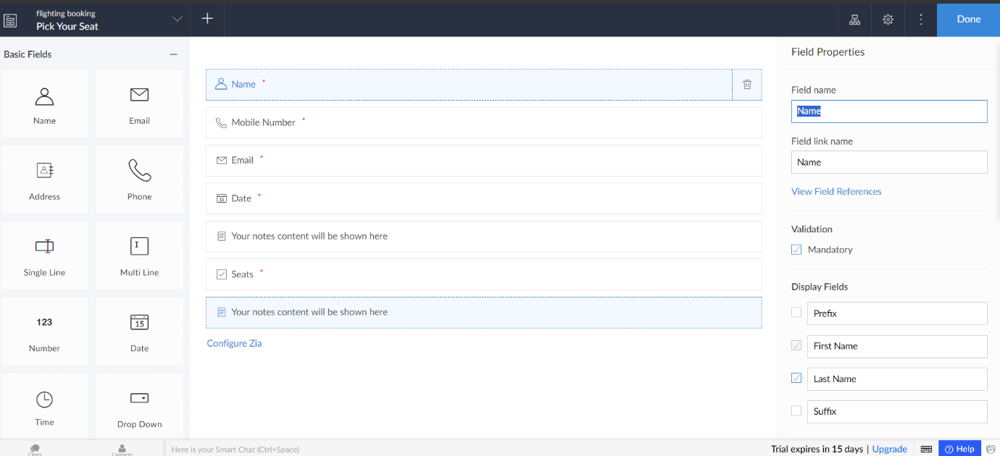 flighting booking
Pick Your Seat
Done
Basic Fields
Name
Email
Address
Phone
Single Line
I
Multi Line
123
Number
15
Date
Time
Drop Down
Name *
Mobile Number *
Email *
15 Date *
Your notes content will be shown here
Seats *
Your notes content will be shown here
Configure Zia
Field Properties
Field name
Name
Field link name
Name
View Field References
Validation
Mandatory
Display Fields
Prefix
First Name
Last Name
Suffix
Chats
Contacts
Here is your Smart Chat (Ctrl+Space)
Trial expires in 15 days | Upgrade
? Help